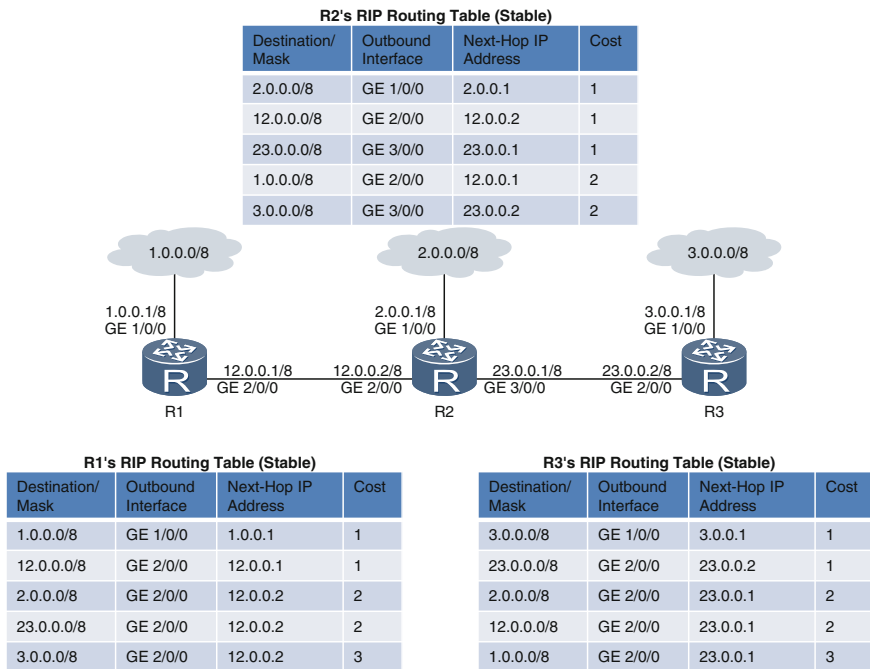 R2's RIP Routing Table (Stable)
Destination/ Outbound Next-Hop IP Cost
Mask Interface Address
2.0.0.0/8 GE 1/0/0 2.0.0.1 1
12.0.0.0/8 GE 2/0/0 12.0.0.2 1
23.0.0.0/8 GE 3/0/0 23.0.0.1 1
1.0.0.0/8 GE 2/0/0 12.0.0.1 2
3.0.0.0/8 GE 3/0/0 23.0.0.2 2
1.0.0.0/8 2.0.0.0/8 3.0.0.0/8
1.0.0.1/8 2.0.0.1/8 3.0.0.1/8
GE 1/0/0 GE 1/0/0 GE 1/0/0
12.0.0.1/8 12.0.0.2/8 23.0.0.1/8 23.0.0.2/8
R R R
GE 2/0/0 GE 2/0/0 GE 3/0/0 GE 2/0/0
R1 R2 R3
R1's RIP Routing Table (Stable)
Destination/ Outbound Next-Hop IP Cost
Mask Interface Address
1.0.0.0/8 GE 1/0/0 1.0.0.1 1
12.0.0.0/8 GE 2/0/0 12.0.0.1 1
2.0.0.0/8 GE 2/0/0 12.0.0.2 2
23.0.0.0/8 GE 2/0/0 12.0.0.2 2
3.0.0.0/8 GE 2/0/0 12.0.0.2 3
R3's RIP Routing Table (Stable)
Destination/ Outbound Next-Hop IP Cost
Mask Interface Address
3.0.0.0/8 GE 1/0/0 3.0.0.1 1
23.0.0.0/8 GE 2/0/0 23.0.0.2 1
2.0.0.0/8 GE 2/0/0 23.0.0.1 2
12.0.0.0/8 GE 2/0/0 23.0.0.1 2
1.0.0.0/8 GE 2/0/0 23.0.0.1 3